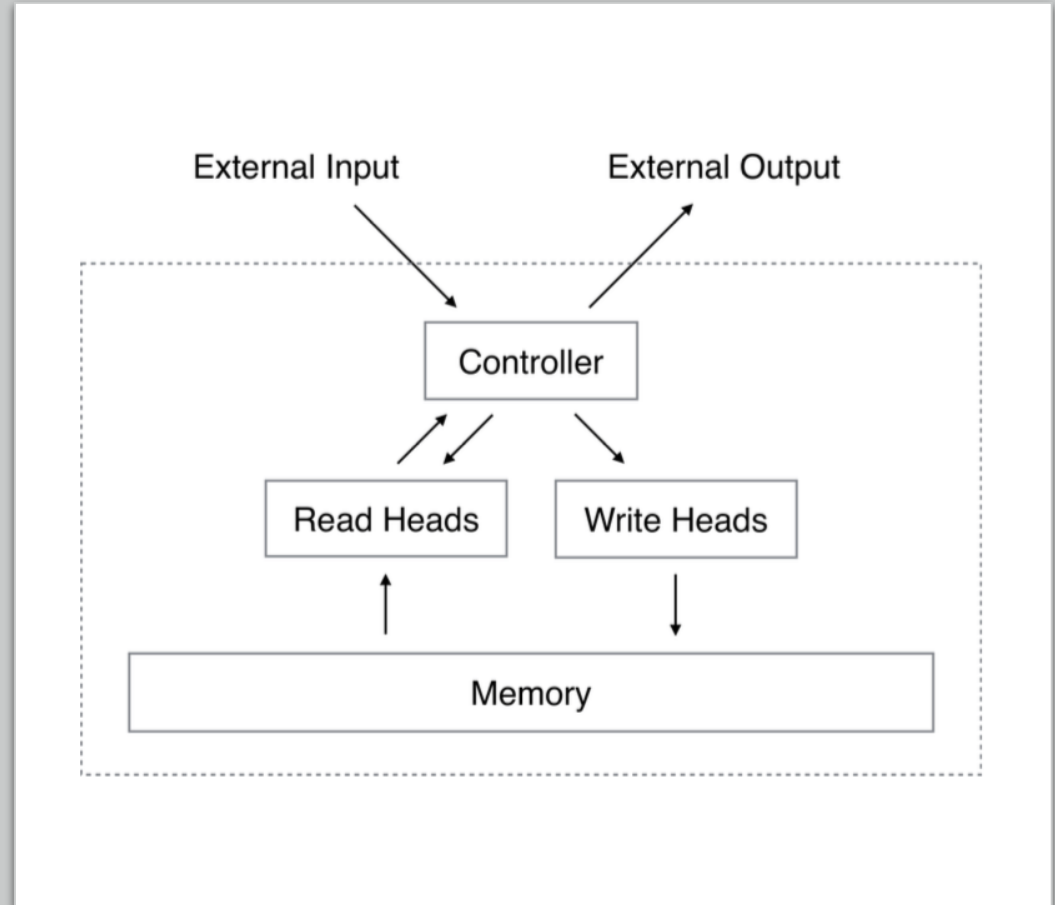 External Input
External Output
Controller
Read Heads
Write Heads
Memory